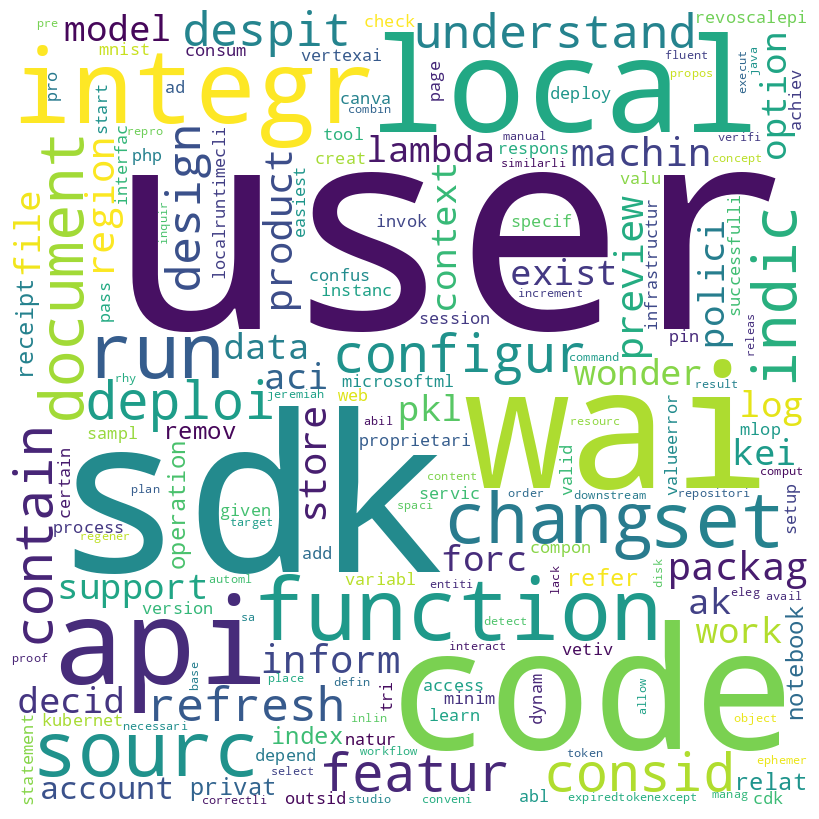 pre
model
despit
check
understand
revoscalepi
mnist
consum
vertexai
fluent
execut
java
integr
local
page
propos
option
achiev
pro
ad
canva
combin
deploy
start
interfac
repro
php
tool
lambda
respons
manual
machin
verifi
concept
document
file
region
design
localruntimecli
product
creat
easiest
similarli
context
valu
user
inquir
invok
specif
preview
infrastructur
polici
successfulli
indic
pass
confus
instanc
exist
increment
session
pin
releas
receipt
run
data
configur
command
wonder
result
deploi
aci
microsoftml
rhy
jeremiah
web
abil
pkl
resourc
valueerror
log
mlop
sampl
remov
store
proprietari
wai
kei
contain
certain
plan
operation
sdk
content
servic
spaci
order
valid
downstream
repositori
comput
setup
process
given
target
changset
regener
add
forc
compon
packag
proof
support
automl
variabl
entiti
lack
refer
disk
ak
eleg
avail
version
sa
api
function
detect
work
notebook
base
inform
interact
vetiv
place
tri
minim
access
dynam
code
allow
decid
refresh
defin
learn
object
ephemer
statement
kubernet
necessari
inlin
index
natur
workflow
token
sourc
depend
featur
consid
relat
account
privat
select
studio
outsid
conveni
abl
correctli
expiredtokenexcept
manag
cdk